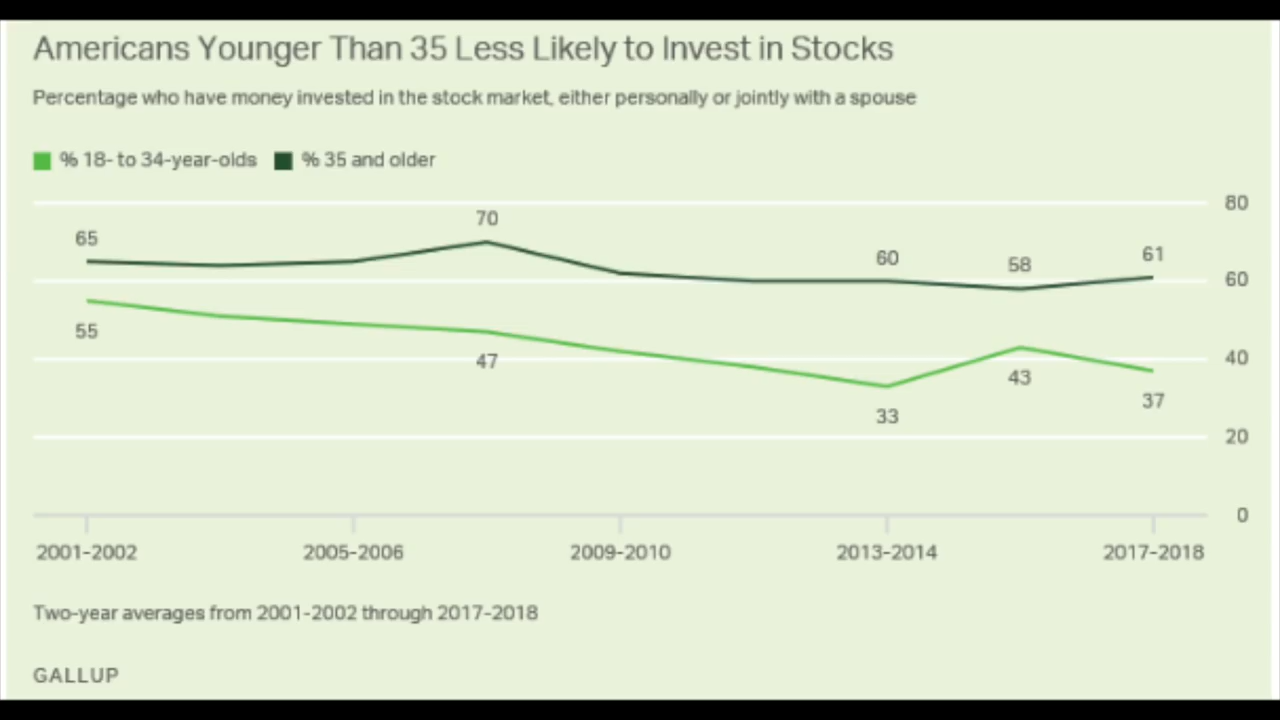 Americans Younger Than 35 Less Likely to Invest in Stocks
Percentage who have money invested in the stock market, either personally or jointly with a spouse
% 18- to 34-year-olds % 35 and older
80
70
65
61
60
58
60
55
47
40
43
37
33
20
0
2001-2002 2005-2006 2009-2010 2013-2014 2017-2018
Two-year averages from 2001-2002 through 2017-2018
GALLUP